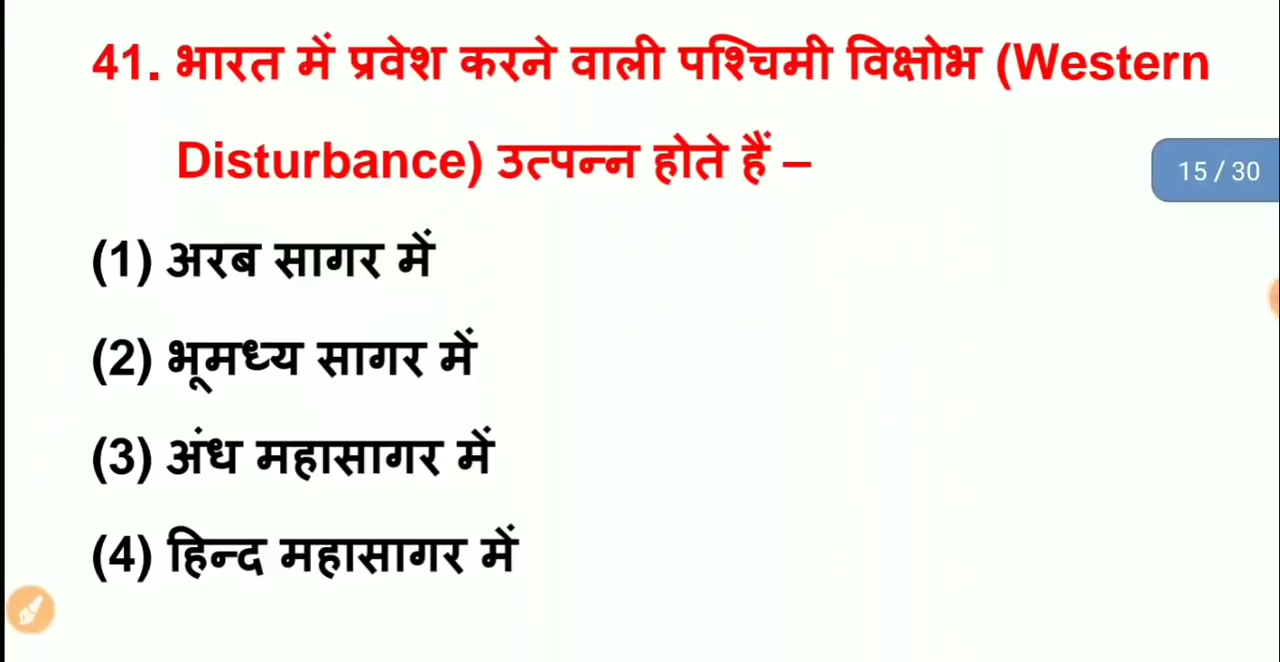 41. भारत में प्रवेश करने वाली पश्चिमी विक्षोभ (Western
Disturbance) उत्पन्न होते हैं –
15 / 30
(1) अरब सागर में
(2) भूमध्य सागर में
(3) अंध महासागर में
(4) हिन्द महासागर में